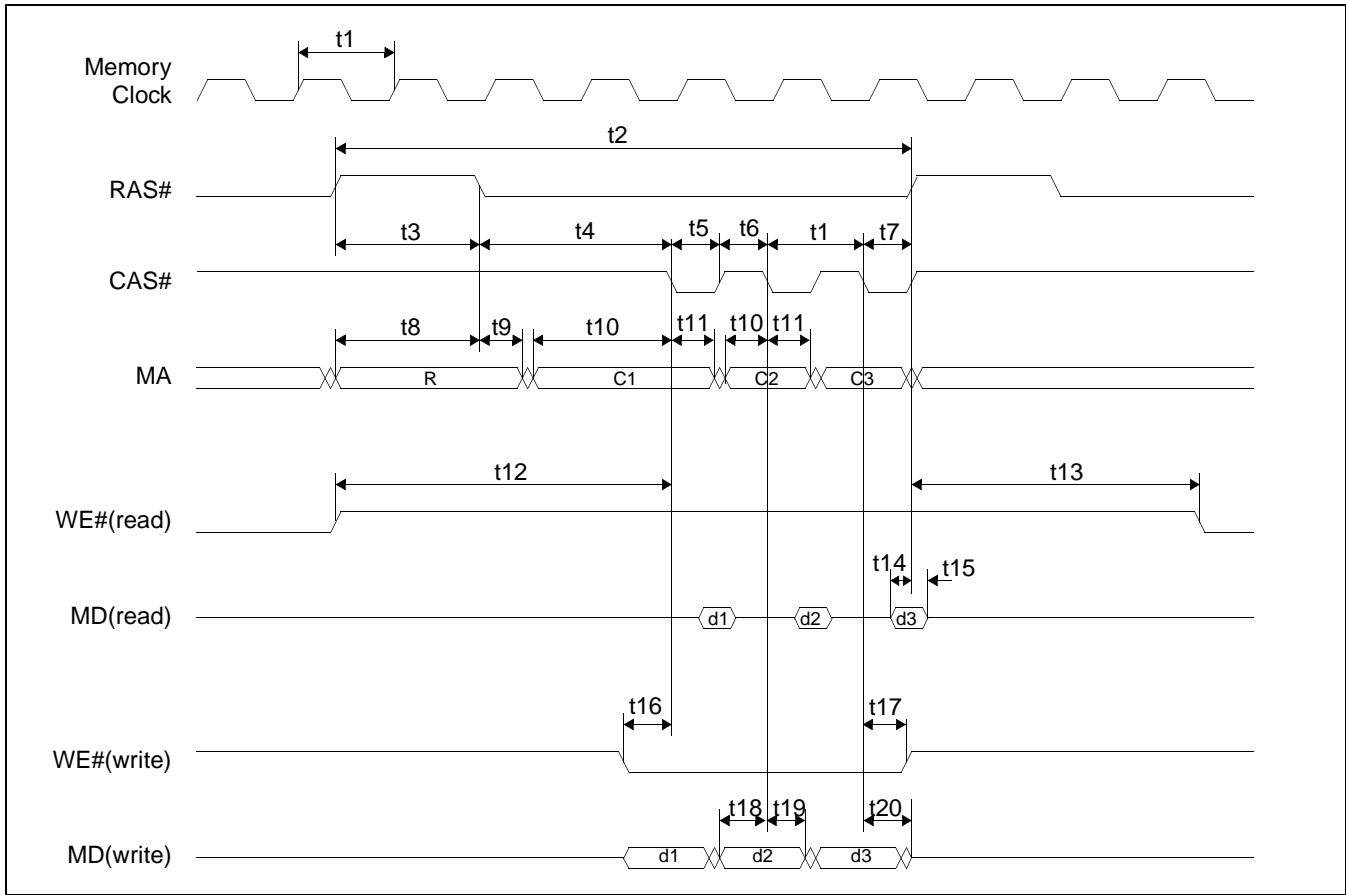 t1
Memory
Clock
t2
RAS#
t3 t4 t5 t6 t1 t7
CAS#
t8 t9 t10 t11 t10 t11
MA R C1 C2 C3
t12 t13
WE#(read)
t14 t15
MD(read) d1 d2 d3
t16 t17
WE#(write)
t18 t19 t20
MD(write) d1 d2 d3